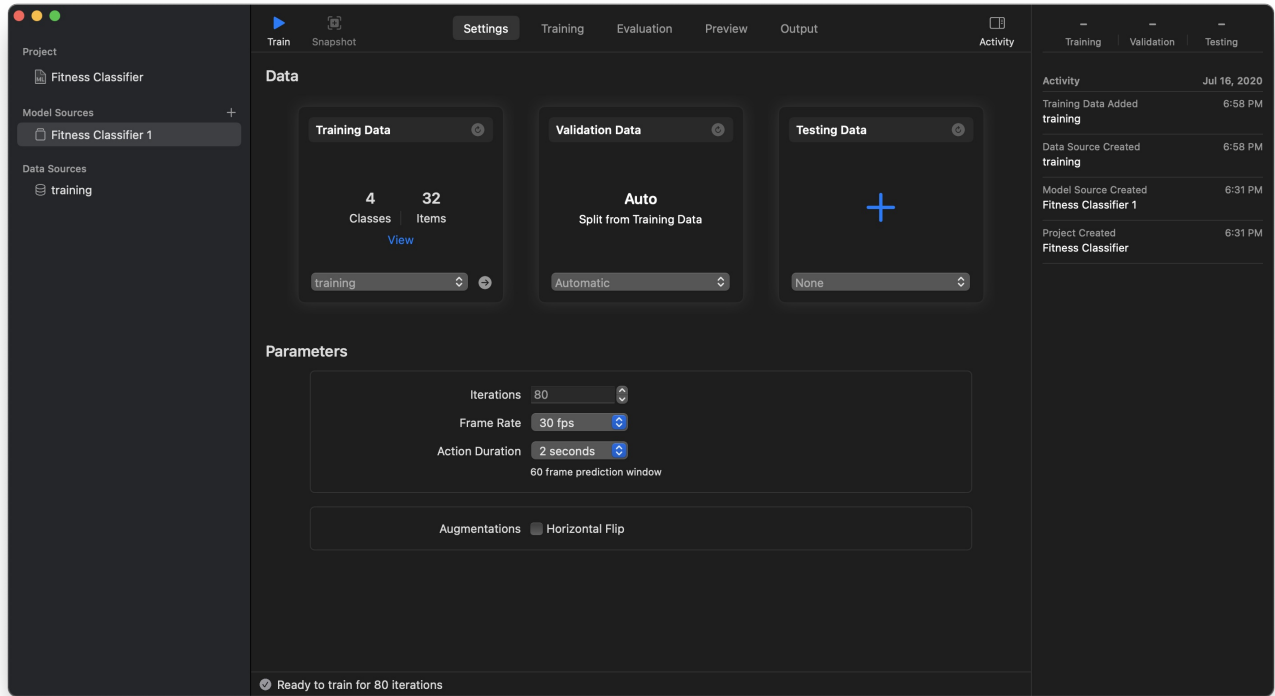 Project
Fitness Classifier
Model Sources
Fitness Classifier 1
Data Sources
training
Train
Snapshot
Settings
Training
Evaluation
Preview
Output
Activity
Data
Training Data
4
Classes
32
Items
View
training
Validation Data
Auto
Split from Training Data
Automatic
Testing Data
None
Parameters
Iterations 80
Frame Rate 30 fps
Action Duration 2 seconds
60 frame prediction window
Augmentations Horizontal Flip
Ready to train for 80 iterations
– – –
Training Validation Testing
Activity Jul 16, 2020
Training Data Added 6:58 PM
training
Data Source Created 6:58 PM
training
Model Source Created 6:31 PM
Fitness Classifier 1
Project Created 6:31 PM
Fitness Classifier